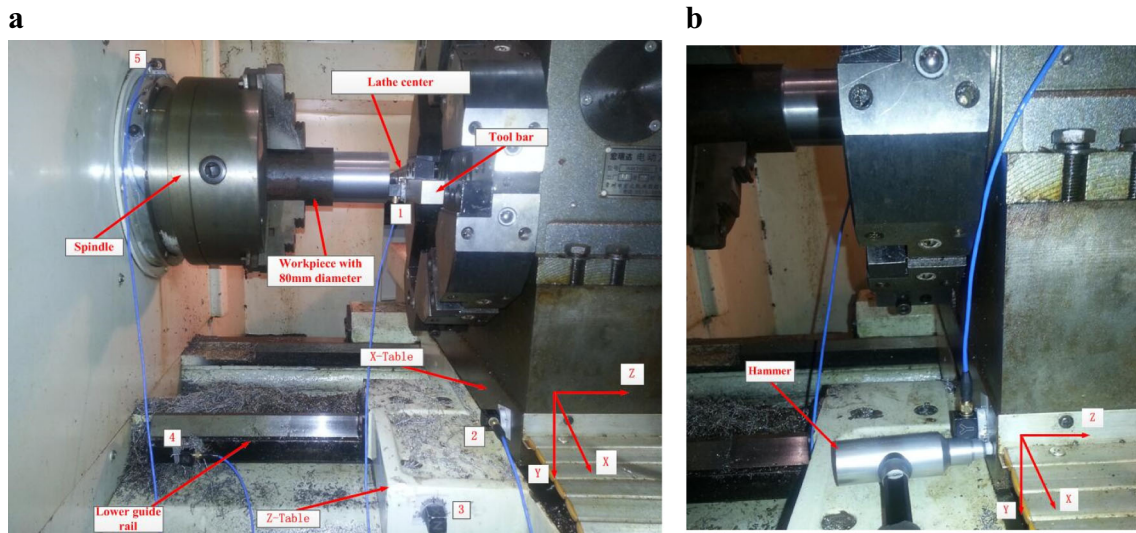 a
b
5
Lathe center
Tool bar
1
Spindle
Workpiece with
80mm diameter
X-Table
Z
2
4
X
Y
Lower guide
rail
Z-Table
3
Hammer
Z
X
Y